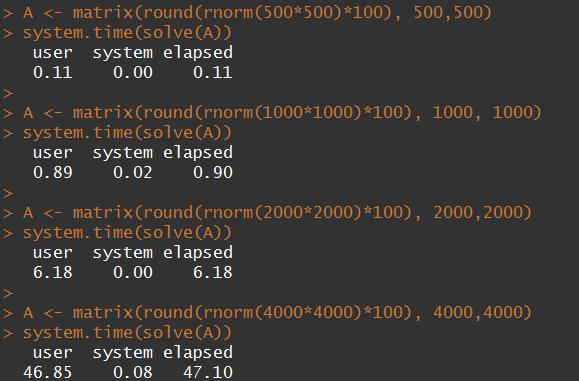 > A <- matrix(round(rnorm(500*500)*100), 500,500)
> system.time(solve(A))
   user  system elapsed
   0.11    0.00    0.11
>
> A <- matrix(round(rnorm(1000*1000)*100), 1000, 1000)
> system.time(solve(A))
   user  system elapsed
   0.89    0.02    0.90
>
> A <- matrix(round(rnorm(2000*2000)*100), 2000,2000)
> system.time(solve(A))
   user  system elapsed
   6.18    0.00    6.18
>
> A <- matrix(round(rnorm(4000*4000)*100), 4000,4000)
> system.time(solve(A))
   user  system elapsed
  46.85    0.08   47.10